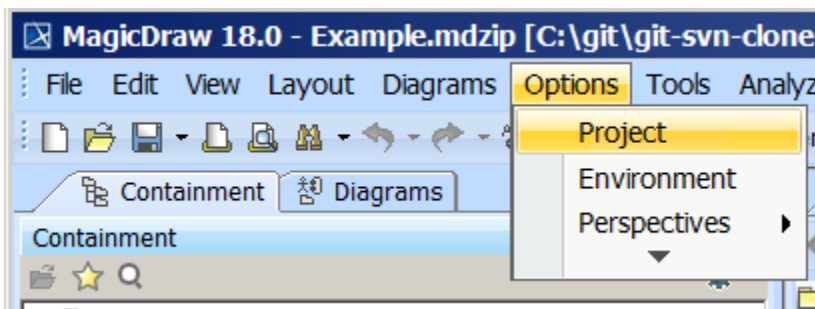 MagicDraw 18.0 - Example.mdzip [C:\git\git-svn-clone
File Edit View Layout Diagrams Options Tools Analyz
Project
Containment Diagrams
Environment
Perspectives
Containment